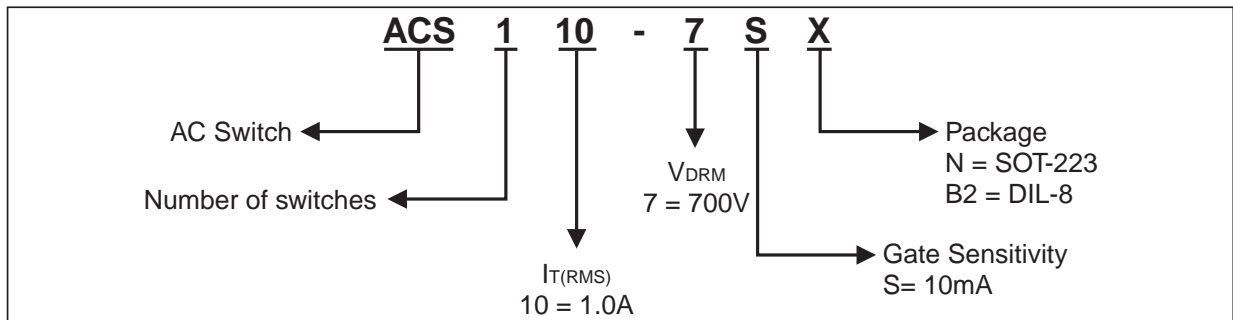 ACS 1 10 - 7 S X
AC Switch
Number of switches
IT(RMS)
10 = 1.0A
VDRM
7 = 700V
Package
N = SOT-223
B2 = DIL-8
Gate Sensitivity
S= 10mA